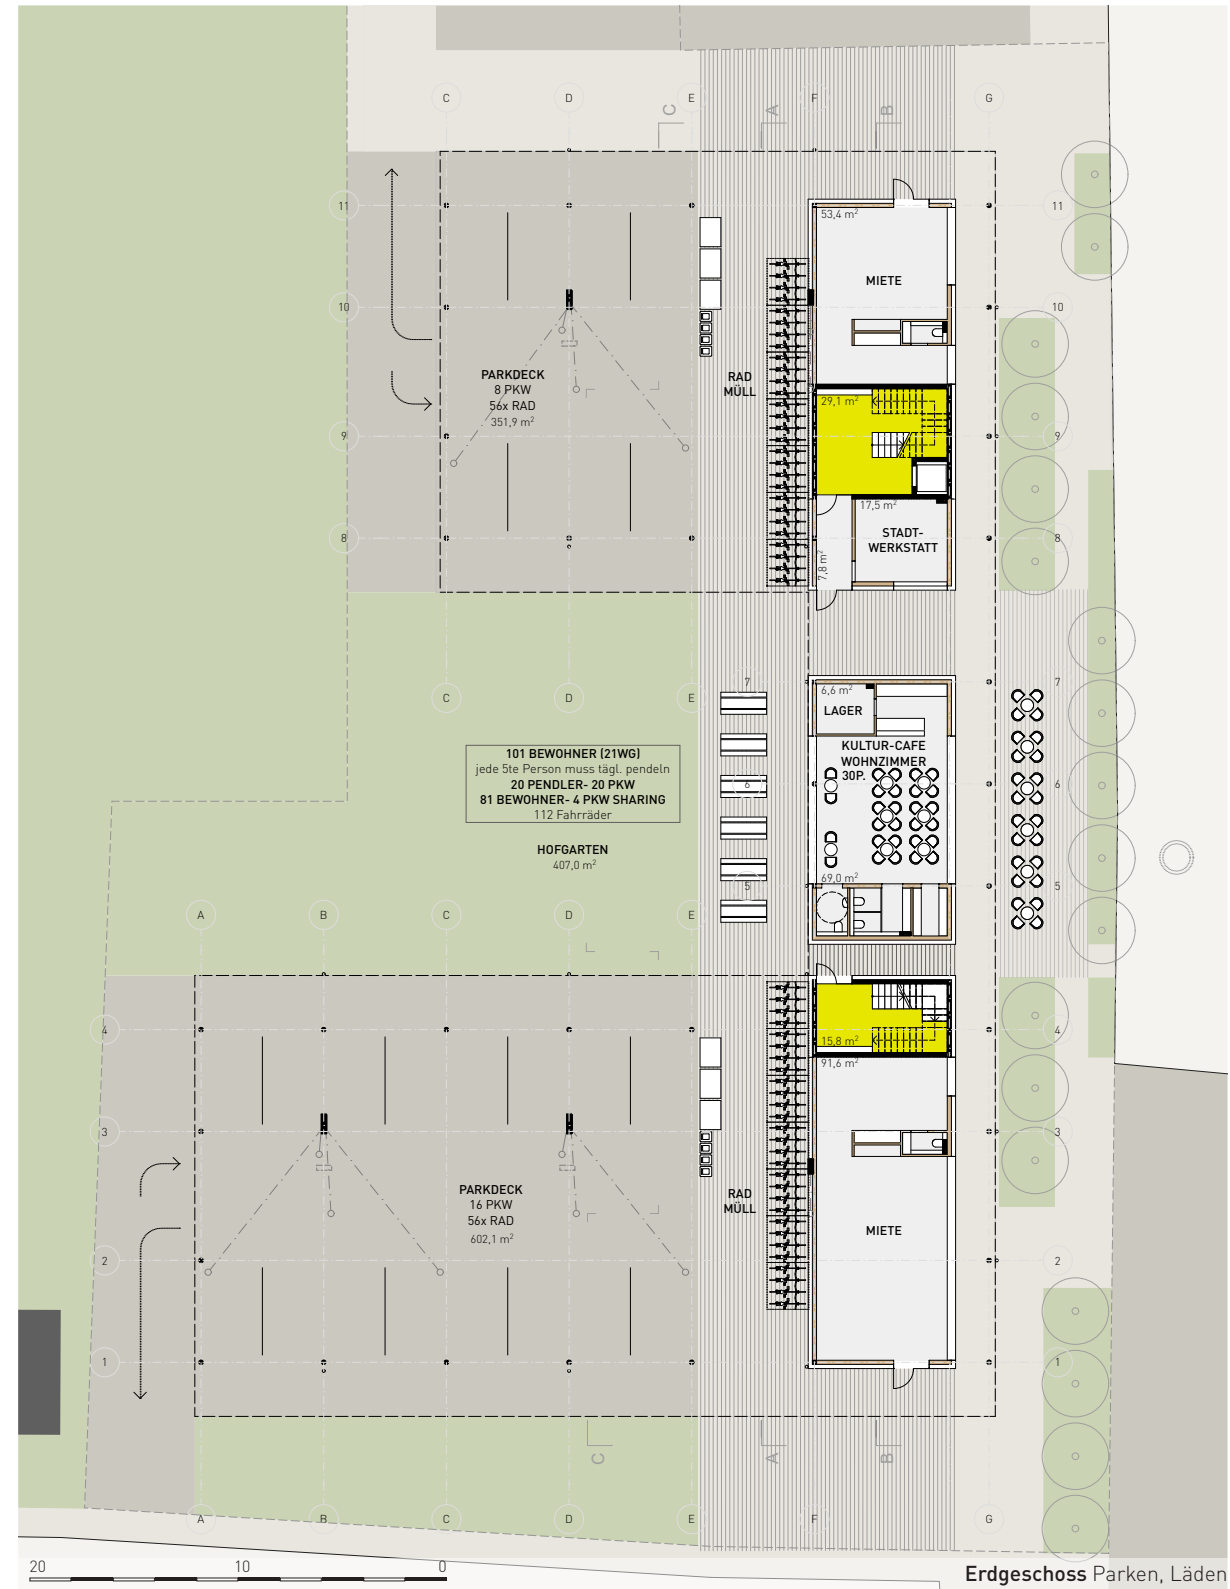 C D E F G
C A B
11 11
53,4 m²
MIETE
10 10
PARKDECK
8 PKW
56x RAD
351,9 m²
RAD
MÜLL
29,1 m²
9 9
17,5 m²
STADT-
WERKSTATT
7,8 m²
8 8
C D E
7 7
6,6 m²
LAGER
KULTUR-CAFE
WOHNZIMMER
30P.
101 BEWOHNER (21WG)
jede 5te Person muss tägl. pendeln
20 PENDLER- 20 PKW
81 BEWOHNER- 4 PKW SHARING
112 Fahrräder
6 6
HOFGARTEN
407,0 m²
69,0 m²
5 5
A B C D E
4 4
15,8 m²
91,6 m²
3 3
PARKDECK
16 PKW
56x RAD
602,1 m²
RAD
MÜLL
MIETE
2 2
1 1
C A B
A B C D E F G
20 10 0
Erdgeschoss Parken, Läden